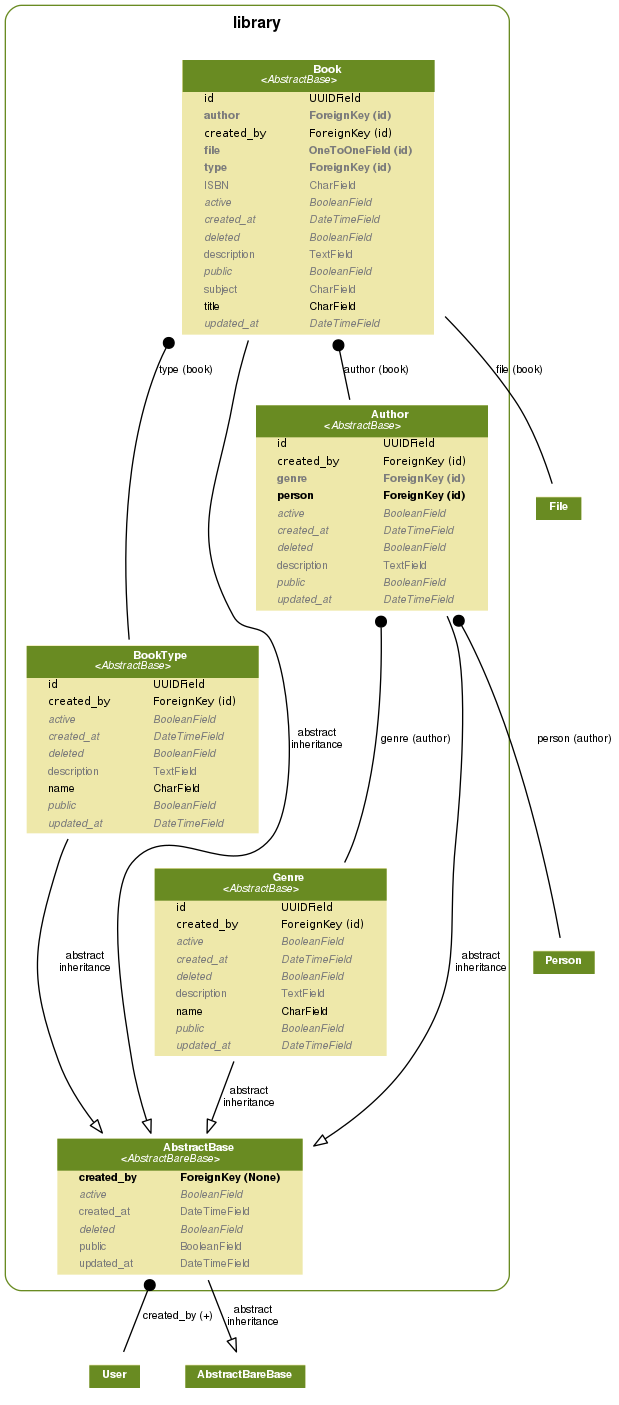 library
Book
<AbstractBase>
id UUIDField
author ForeignKey (id)
created_by ForeignKey (id)
file OneToOneField (id)
type ForeignKey (id)
ISBN CharField
active BooleanField
created_at DateTimeField
deleted BooleanField
description TextField
public BooleanField
subject CharField
title CharField
updated_at DateTimeField
type (book)
author (book)
file (book)
Author
<AbstractBase>
id UUIDField
created_by ForeignKey (id)
genre ForeignKey (id)
person ForeignKey (id)
active BooleanField
created_at DateTimeField
deleted BooleanField
description TextField
public BooleanField
updated_at DateTimeField
File
BookType
<AbstractBase>
id UUIDField
created_by ForeignKey (id)
active BooleanField
created_at DateTimeField
deleted BooleanField
description TextField
name CharField
public BooleanField
updated_at DateTimeField
abstract
inheritance
genre (author)
person (author)
Genre
<AbstractBase>
id UUIDField
created_by ForeignKey (id)
active BooleanField
created_at DateTimeField
deleted BooleanField
description TextField
name CharField
public BooleanField
updated_at DateTimeField
abstract
inheritance
abstract
inheritance
Person
abstract
inheritance
AbstractBase
<AbstractBareBase>
created_by ForeignKey (None)
active BooleanField
created_at DateTimeField
deleted BooleanField
public BooleanField
updated_at DateTimeField
created_by (+)
abstract
inheritance
User
AbstractBareBase